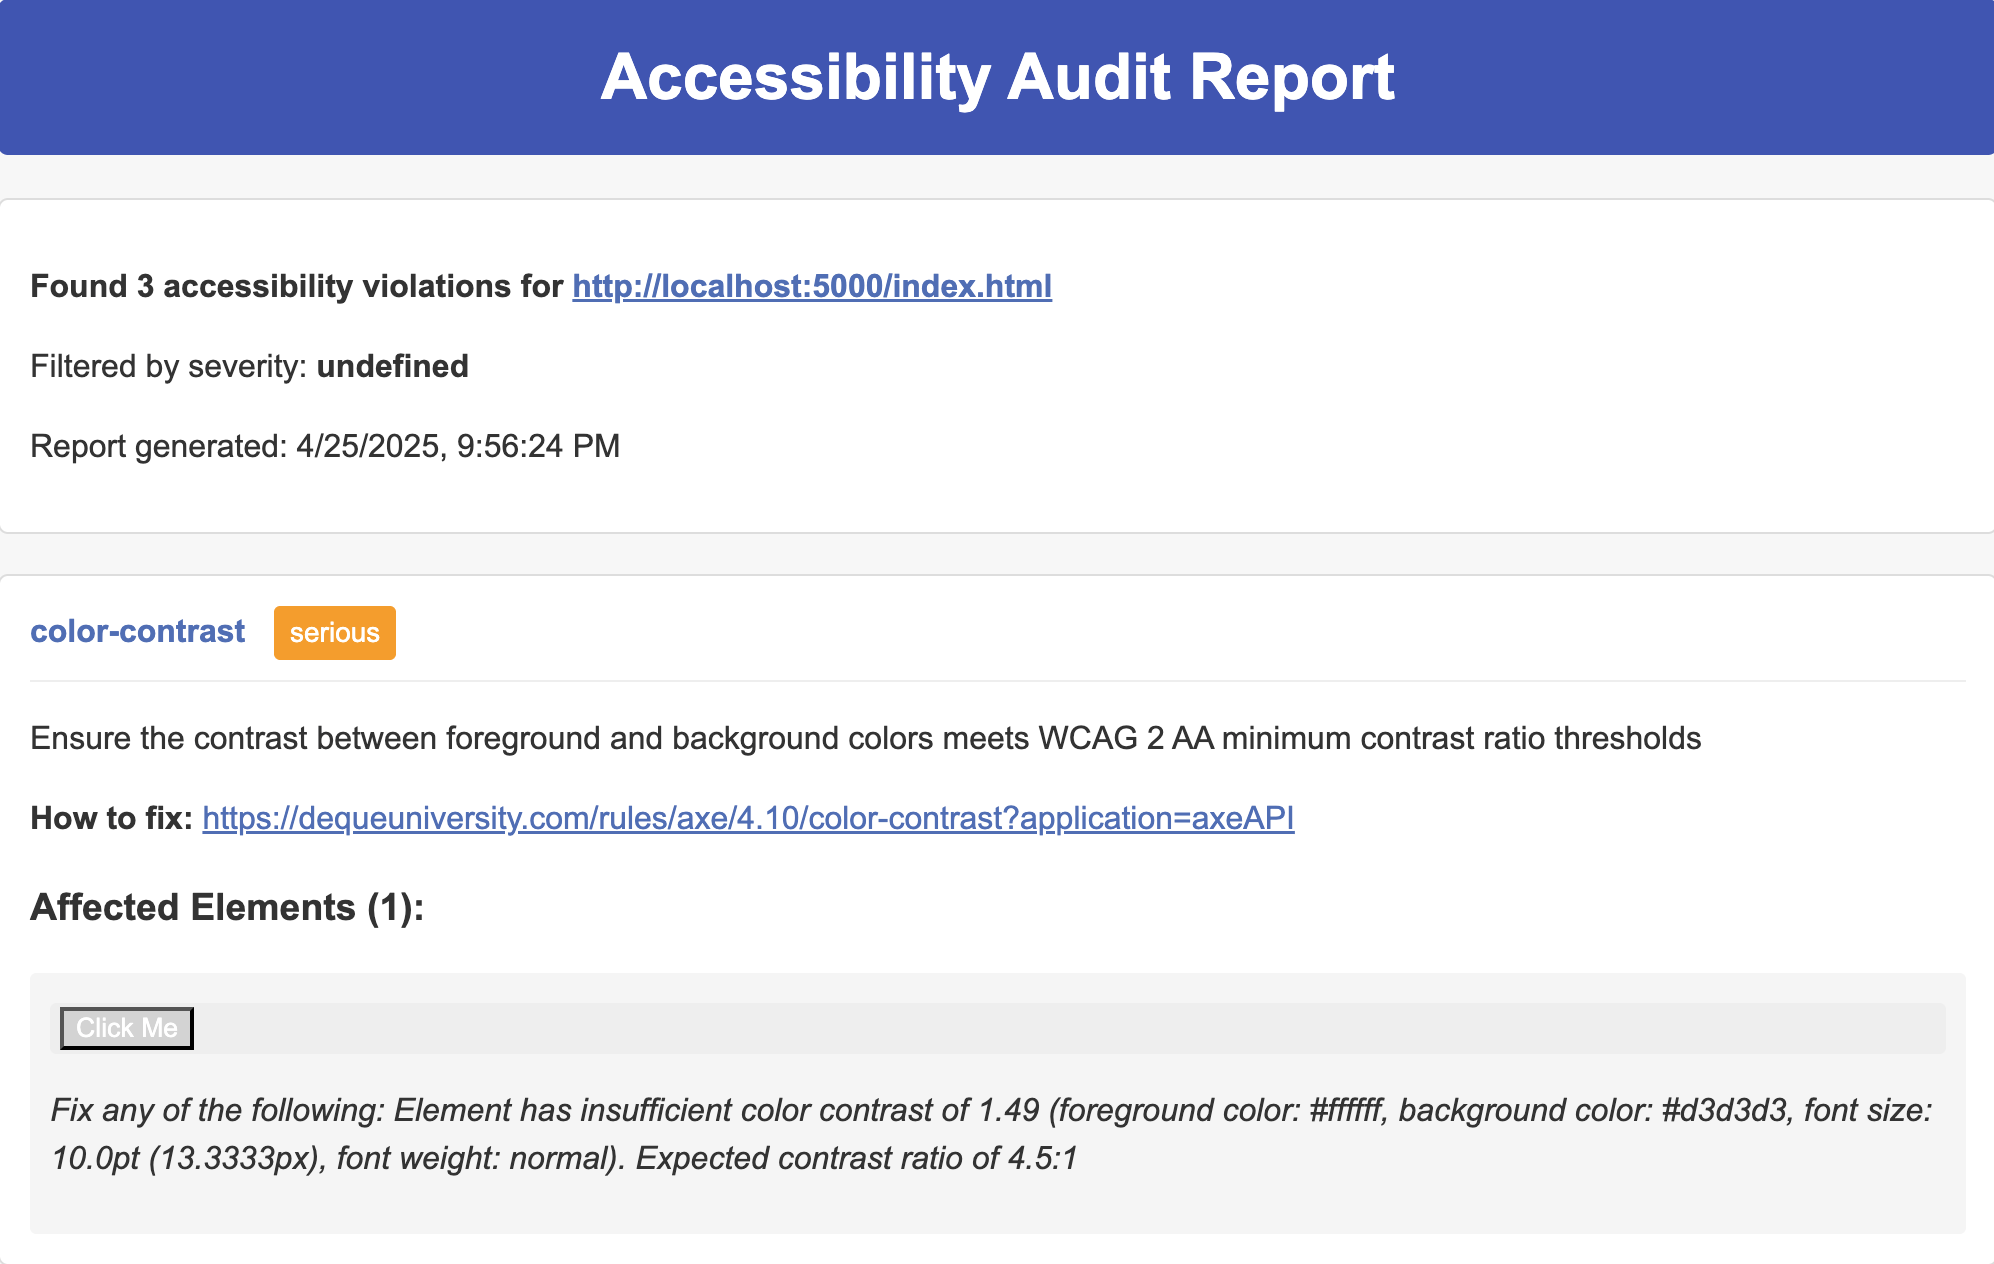 Accessibility Audit Report
Found 3 accessibility violations for http://localhost:5000/index.html
Filtered by severity: undefined
Report generated: 4/25/2025, 9:56:24 PM
color-contrast serious
Ensure the contrast between foreground and background colors meets WCAG 2 AA minimum contrast ratio thresholds
How to fix: https://dequeuniversity.com/rules/axe/4.10/color-contrast?application=axeAPI
Affected Elements (1):
Click Me
Fix any of the following: Element has insufficient color contrast of 1.49 (foreground color: #ffffff, background color: #d3d3d3, font size:
10.0pt (13.3333px), font weight: normal). Expected contrast ratio of 4.5:1